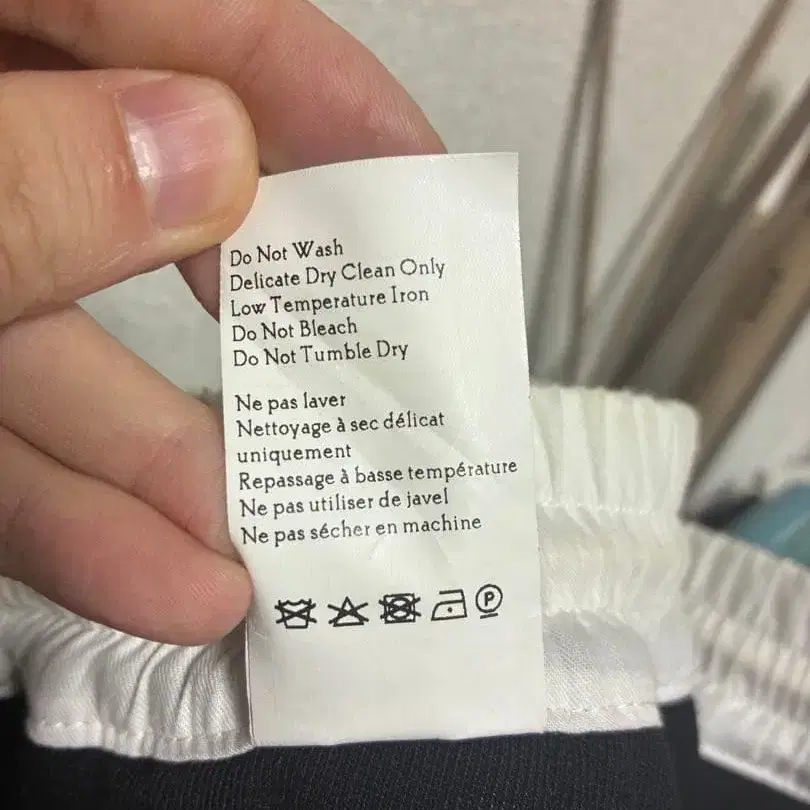 Do Not Wash
Delicate Dry Clean Only
Low Temperature Iron
Do Not Bleach
Do Not Tumble Dry
Ne pas laver
Nettoyage à sec délicat
uniquement
Repassage à basse température
Ne pas utiliser de javel
Ne pas sécher en machine
P